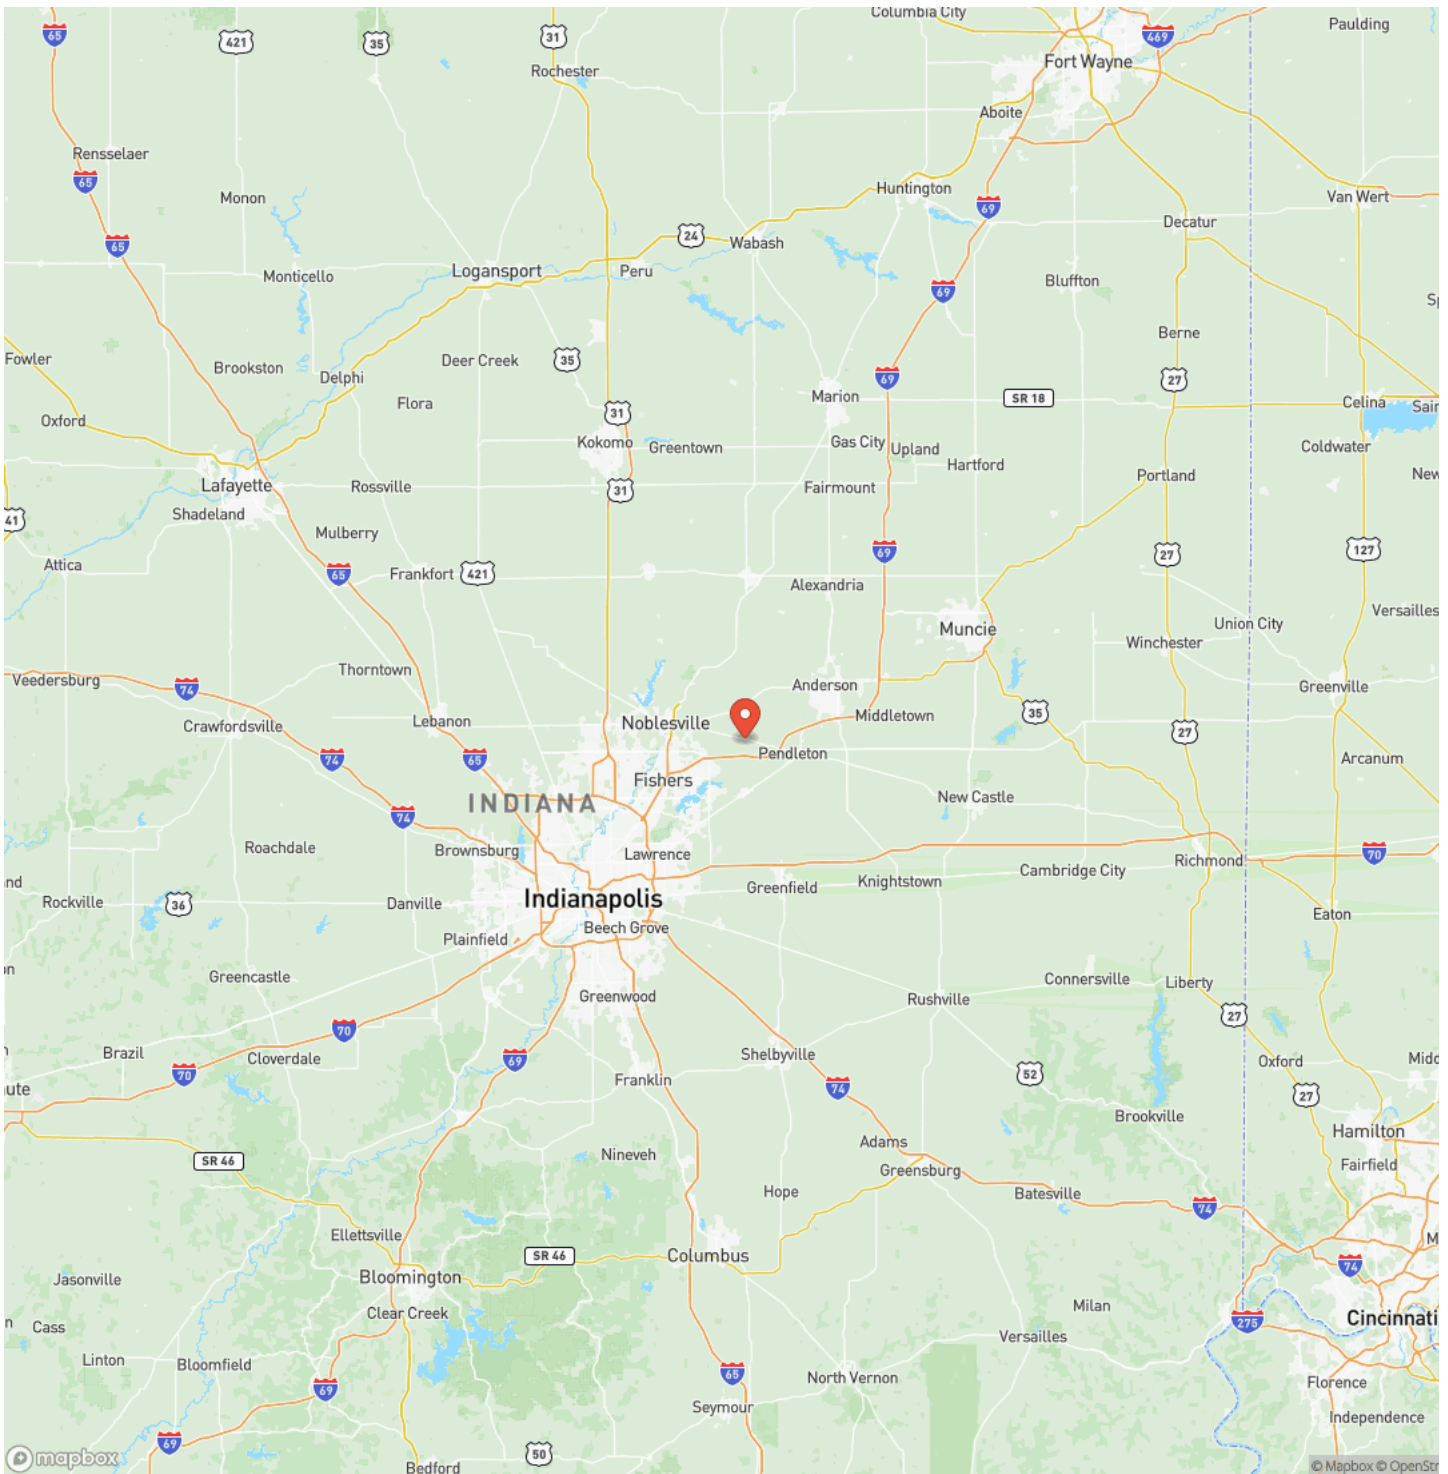 Columbia City
65
421
35
31
469
Paulding
Fort Wayne
Rochester
Aboite
Rensselaer
65
Monon
Huntington
69
Van Wert
Decatur
65
24
Wabash
Logansport
Peru
Monticello
69
Bluffton
Berne
Fowler
Brookston
Deer Creek
35
Delphi
69
27
Flora
Marion
SR 18
Celina
Oxford
31
Kokomo
Greentown
Gas City
Upland
Coldwater
Hartford
Portland
Lafayette
Rossville
31
Fairmount
Shadeland
41
Mulberry
69
27
127
Attica
65
Frankfort
421
Alexandria
Versailles
Muncie
Union City
Winchester
Thorntown
Veedersburg
74
Anderson
Greenville
Crawfordsville
Lebanon
Noblesville
Middletown
35
27
Pendleton
74
65
Arcanum
Fishers
INDIANA
New Castle
74
Roachdale
Brownsburg
Lawrence
Richmond
70
Cambridge City
Greenfield
Knightstown
Rockville
36
Danville
Indianapolis
Eaton
Beech Grove
Plainfield
Greencastle
Connersville
Liberty
Greenwood
Rushville
27
70
Brazil
Cloverdale
69
Shelbyville
Oxford
70
Franklin
74
52
27
Brookville
Hamilton
Adams
SR 46
Nineveh
Greensburg
Fairfield
Hope
Batesville
74
Ellettsville
SR 46
Columbus
74
Jasonville
Bloomington
Clear Creek
Milan
Cass
275
Cincinnati
Versailles
Linton
Bloomfield
65
North Vernon
69
Florence
Seymour
Independence
69
50
mapbox
Bedford
© Mapbox © OpenStr